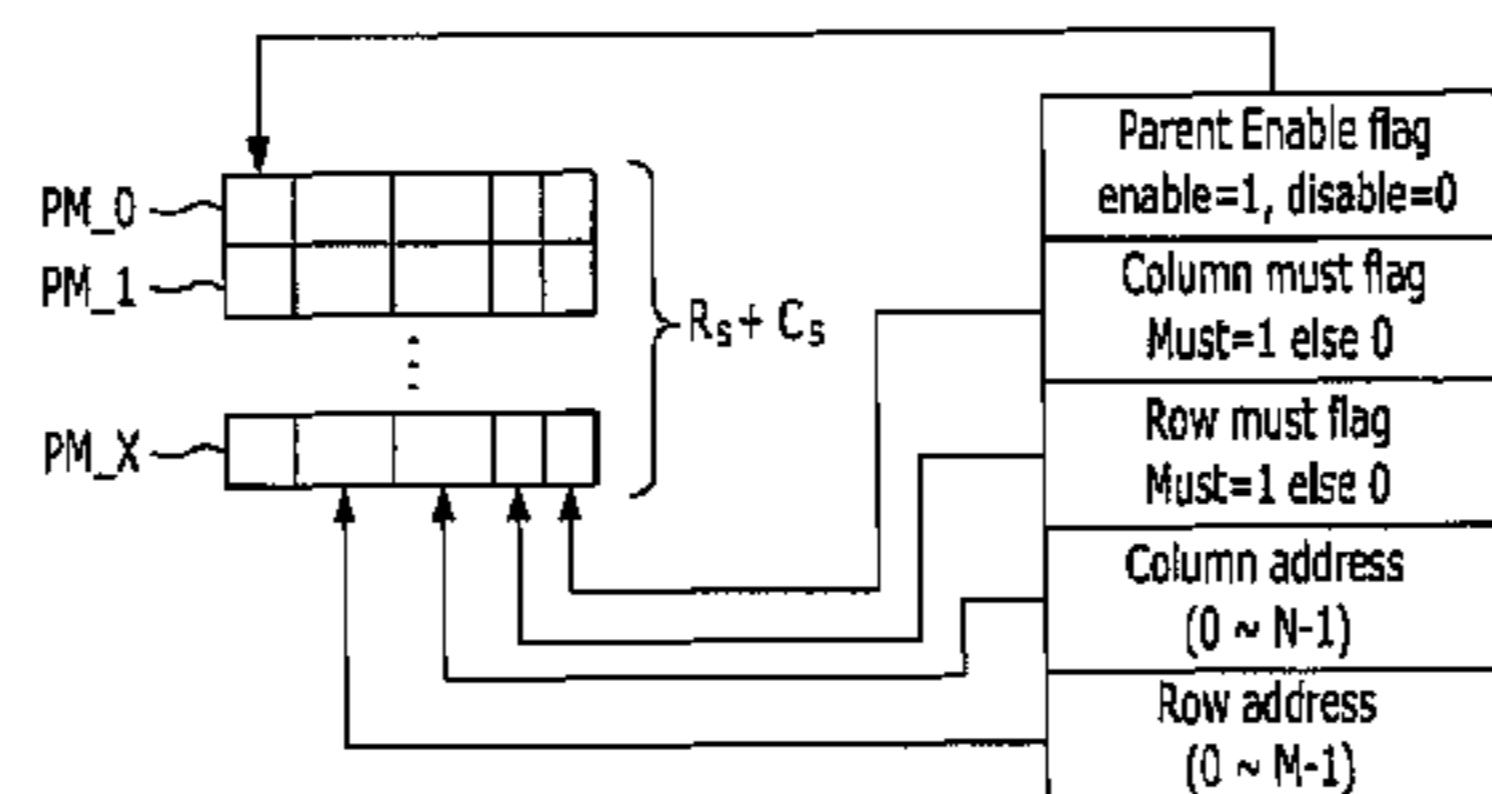 PM_0
PM_1
PM_X
Rs + Cs
Parent Enable flag
enable=1, disable=0
Column must flag
Must=1 else 0
Row must flag
Must=1 else 0
Column address
(0 ~ N-1)
Row address
(0 ~ M-1)